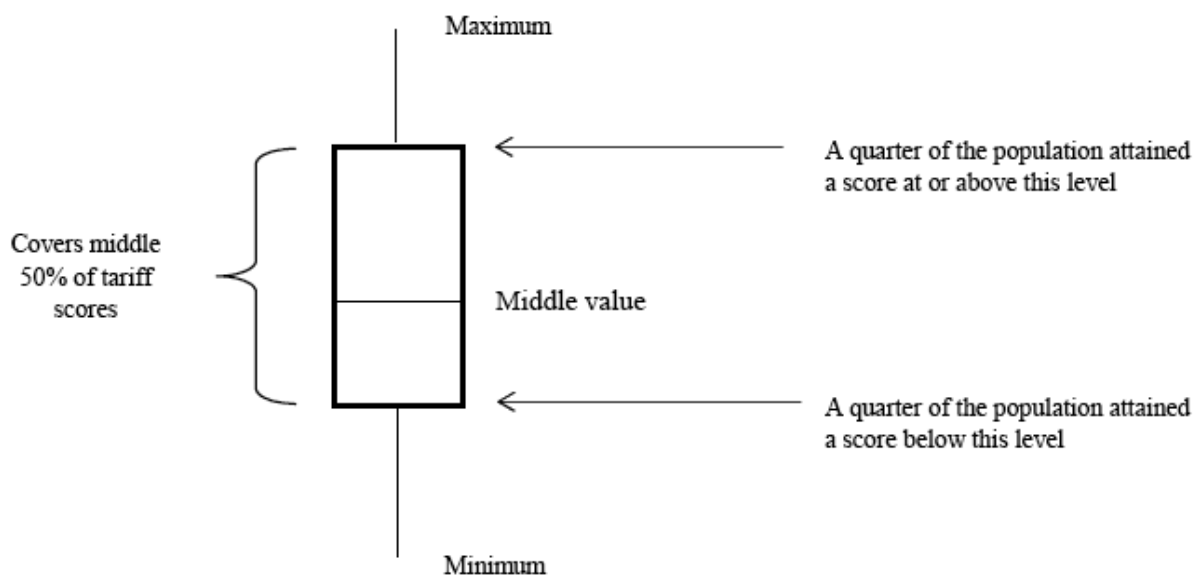 Maximum
A quarter of the population attained
a score at or above this level
Covers middle
50% of tariff
scores
Middle value
A quarter of the population attained
a score below this level
Minimum